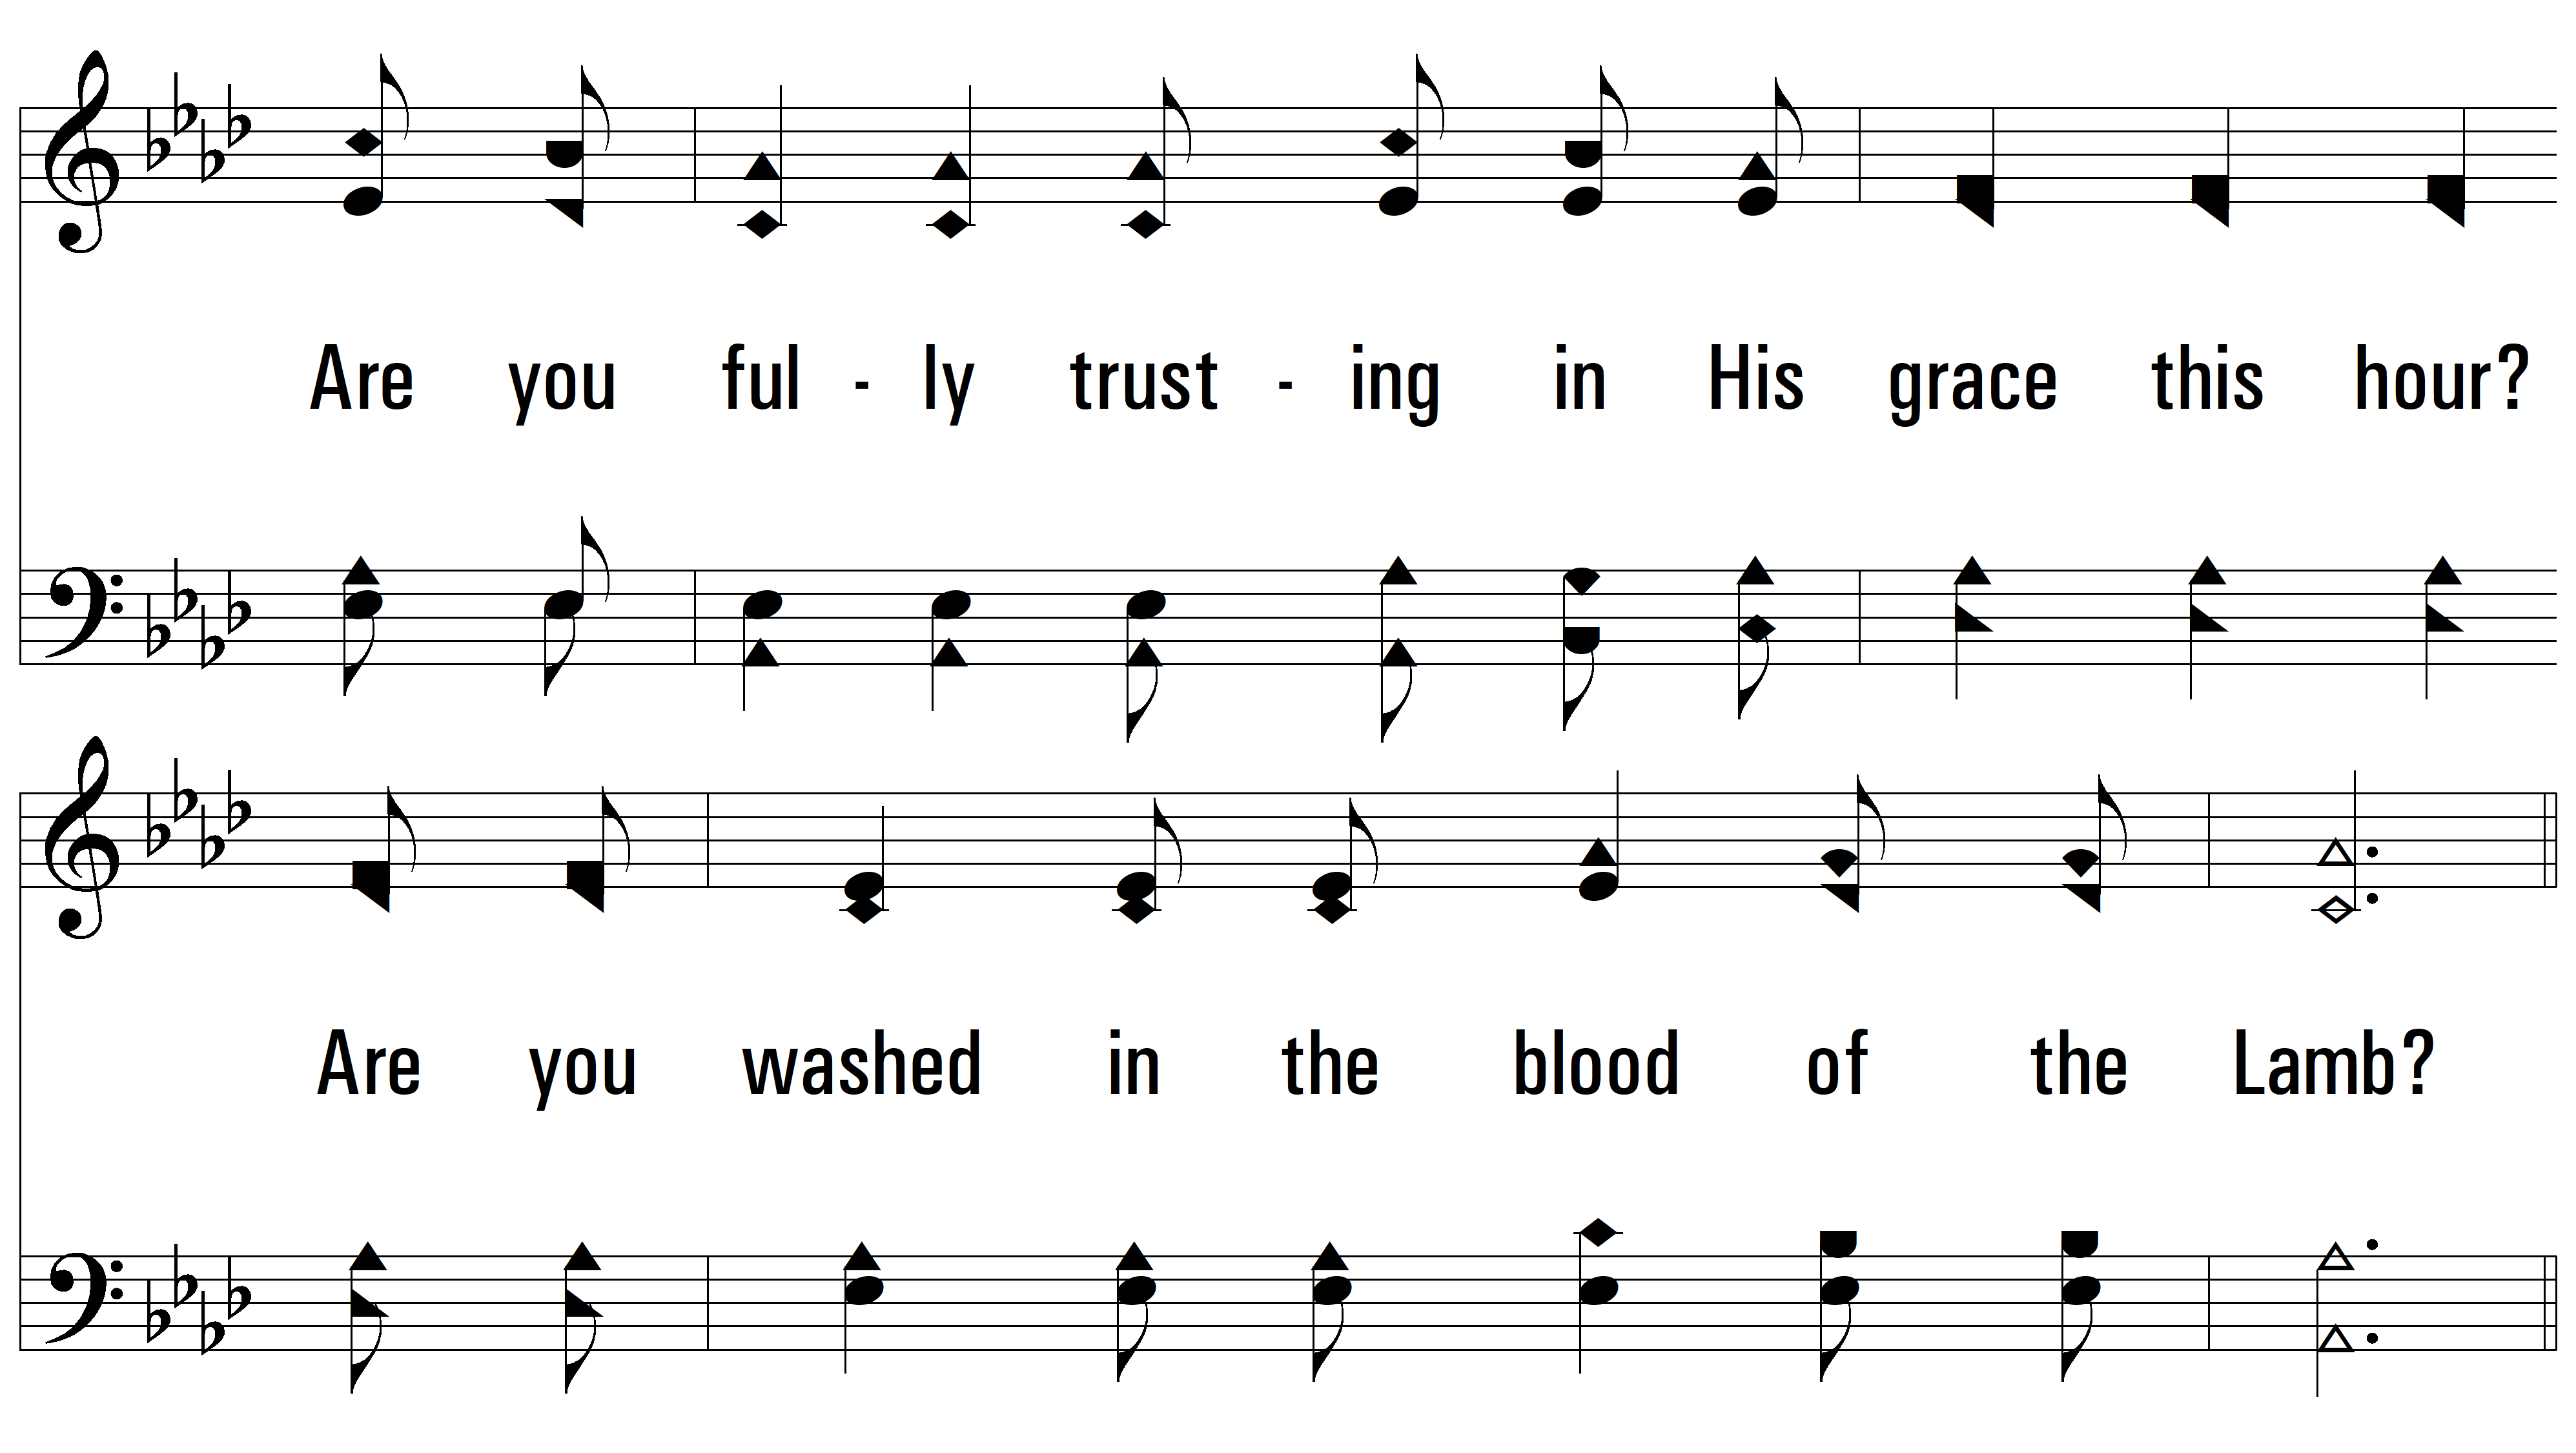 Are you ful - ly trust - ing in His grace this hour?
Are you washed in the blood of the Lamb?